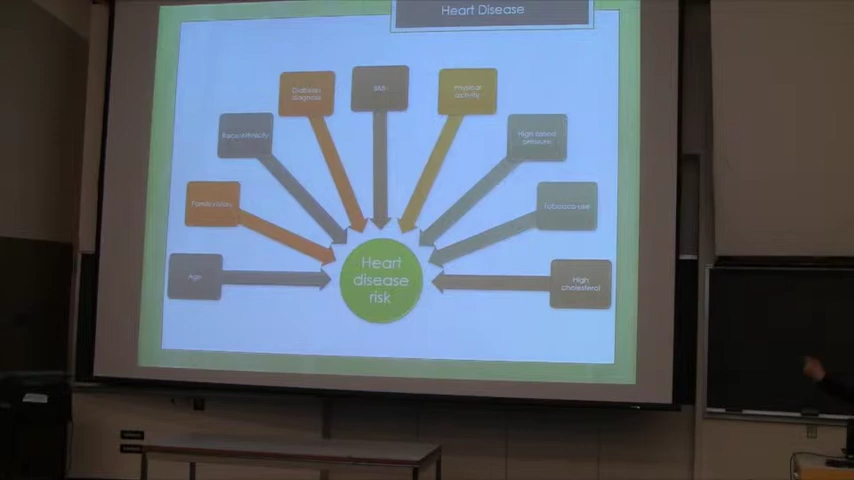 Heart Disease
Diabetes
diagnosis
BMI
Physical
activity
Race/ethnicity
High blood
pressure
Family history
Tobacco use
Age
Heart
disease
risk
High
cholesterol